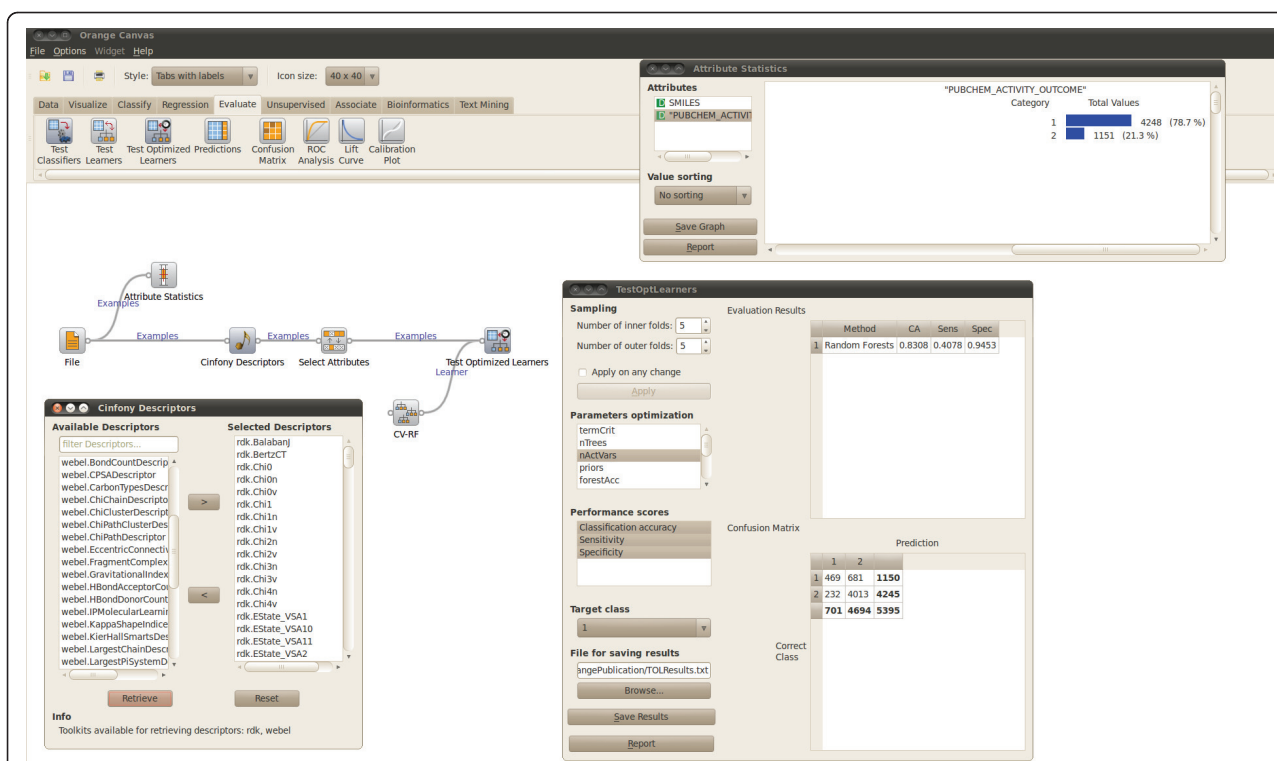 Orange Canvas
File Options Widget Help
Style: Tabs with labels Icon size: 40 x 40
Data Visualize Classify Regression Evaluate Unsupervised Associate Bioinformatics Text Mining
Test Classifiers
Test Learners
Test Optimized Learners
Predictions
Confusion Matrix
ROC Analysis
Lift Curve
Calibration Plot
Attribute Statistics
Attributes
D SMILES
D "PUBCHEM_ACTIVIT
Value sorting
No sorting
Save Graph
Report
"PUBCHEM_ACTIVITY_OUTCOME"
Category Total Values
1 4248 (78.7 %)
2 1151 (21.3 %)
Attribute Statistics
Examples
File
Examples
Cinfony Descriptors
Examples
Select Attributes
Examples
Test Optimized Learners
Learner
CV-RF
Cinfony Descriptors
Available Descriptors
filter Descriptors...
webel.BondCountDescrip
webel.CPSADescriptor
webel.CarbonTypesDescr
webel.ChiChainDescripto
webel.ChiClusterDescript
webel.ChiPathClusterDes
webel.ChiPathDescriptor
webel.EccentricConnectiv
webel.FragmentComplex
webel.GravitationalIndex
webel.HBondAcceptorCou
webel.HBondDonorCount
webel.IPMolecularLearnin
webel.KappaShapeIndice
webel.KierHallSmartsDes
webel.LargestChainDescr
webel.LargestPiSystemD
>
<
Selected Descriptors
rdk.BalabanJ
rdk.BertzCT
rdk.Chi0
rdk.Chi0n
rdk.Chi0v
rdk.Chi1
rdk.Chi1n
rdk.Chi1v
rdk.Chi2n
rdk.Chi2v
rdk.Chi3n
rdk.Chi3v
rdk.Chi4n
rdk.Chi4v
rdk.EState_VSA1
rdk.EState_VSA10
rdk.EState_VSA11
rdk.EState_VSA2
Retrieve Reset
Info
Toolkits available for retrieving descriptors: rdk, webel
TestOptLearners
Sampling
Number of inner folds: 5
Number of outer folds: 5
Apply on any change
Apply
Parameters optimization
termCrit
nTrees
nActVars
priors
forestAcc
Performance scores
Classification accuracy
Sensitivity
Specificity
Target class
1
File for saving results
angePublication/TOLResults.txt
Browse...
Save Results
Report
Evaluation Results
Method CA Sens Spec
1 Random Forests 0.8308 0.4078 0.9453
Confusion Matrix
Prediction
1 2
1 469 681 1150
2 232 4013 4245
701 4694 5395
Correct Class